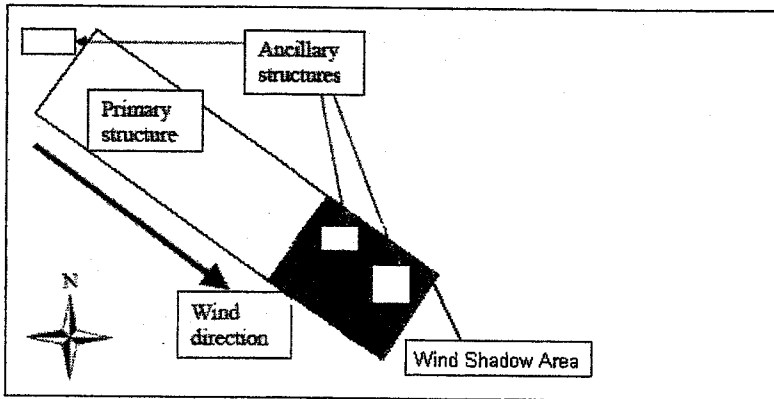 Ancillary
structures
Primary
structure
N
Wind
direction
Wind Shadow Area